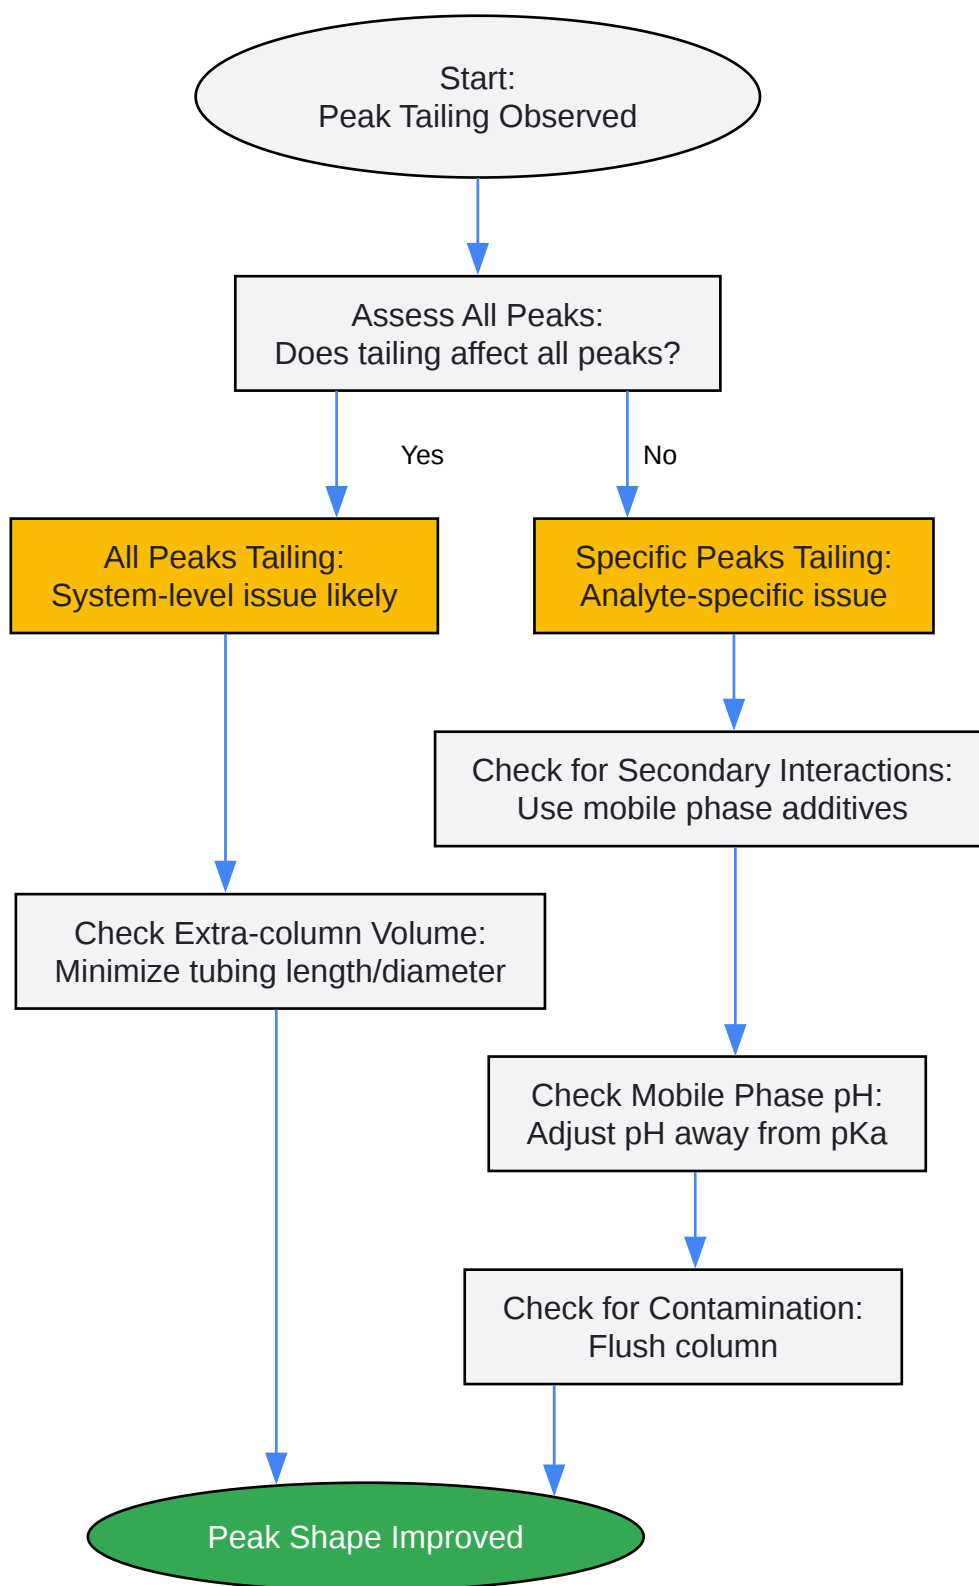 Start:
Peak Tailing Observed
Assess All Peaks:
Does tailing affect all peaks?
Yes
No
All Peaks Tailing:
System-level issue likely
Specific Peaks Tailing:
Analyte-specific issue
Check for Secondary Interactions:
Use mobile phase additives
Check Extra-column Volume:
Minimize tubing length/diameter
Check Mobile Phase pH:
Adjust pH away from pKa
Check for Contamination:
Flush column
Peak Shape Improved